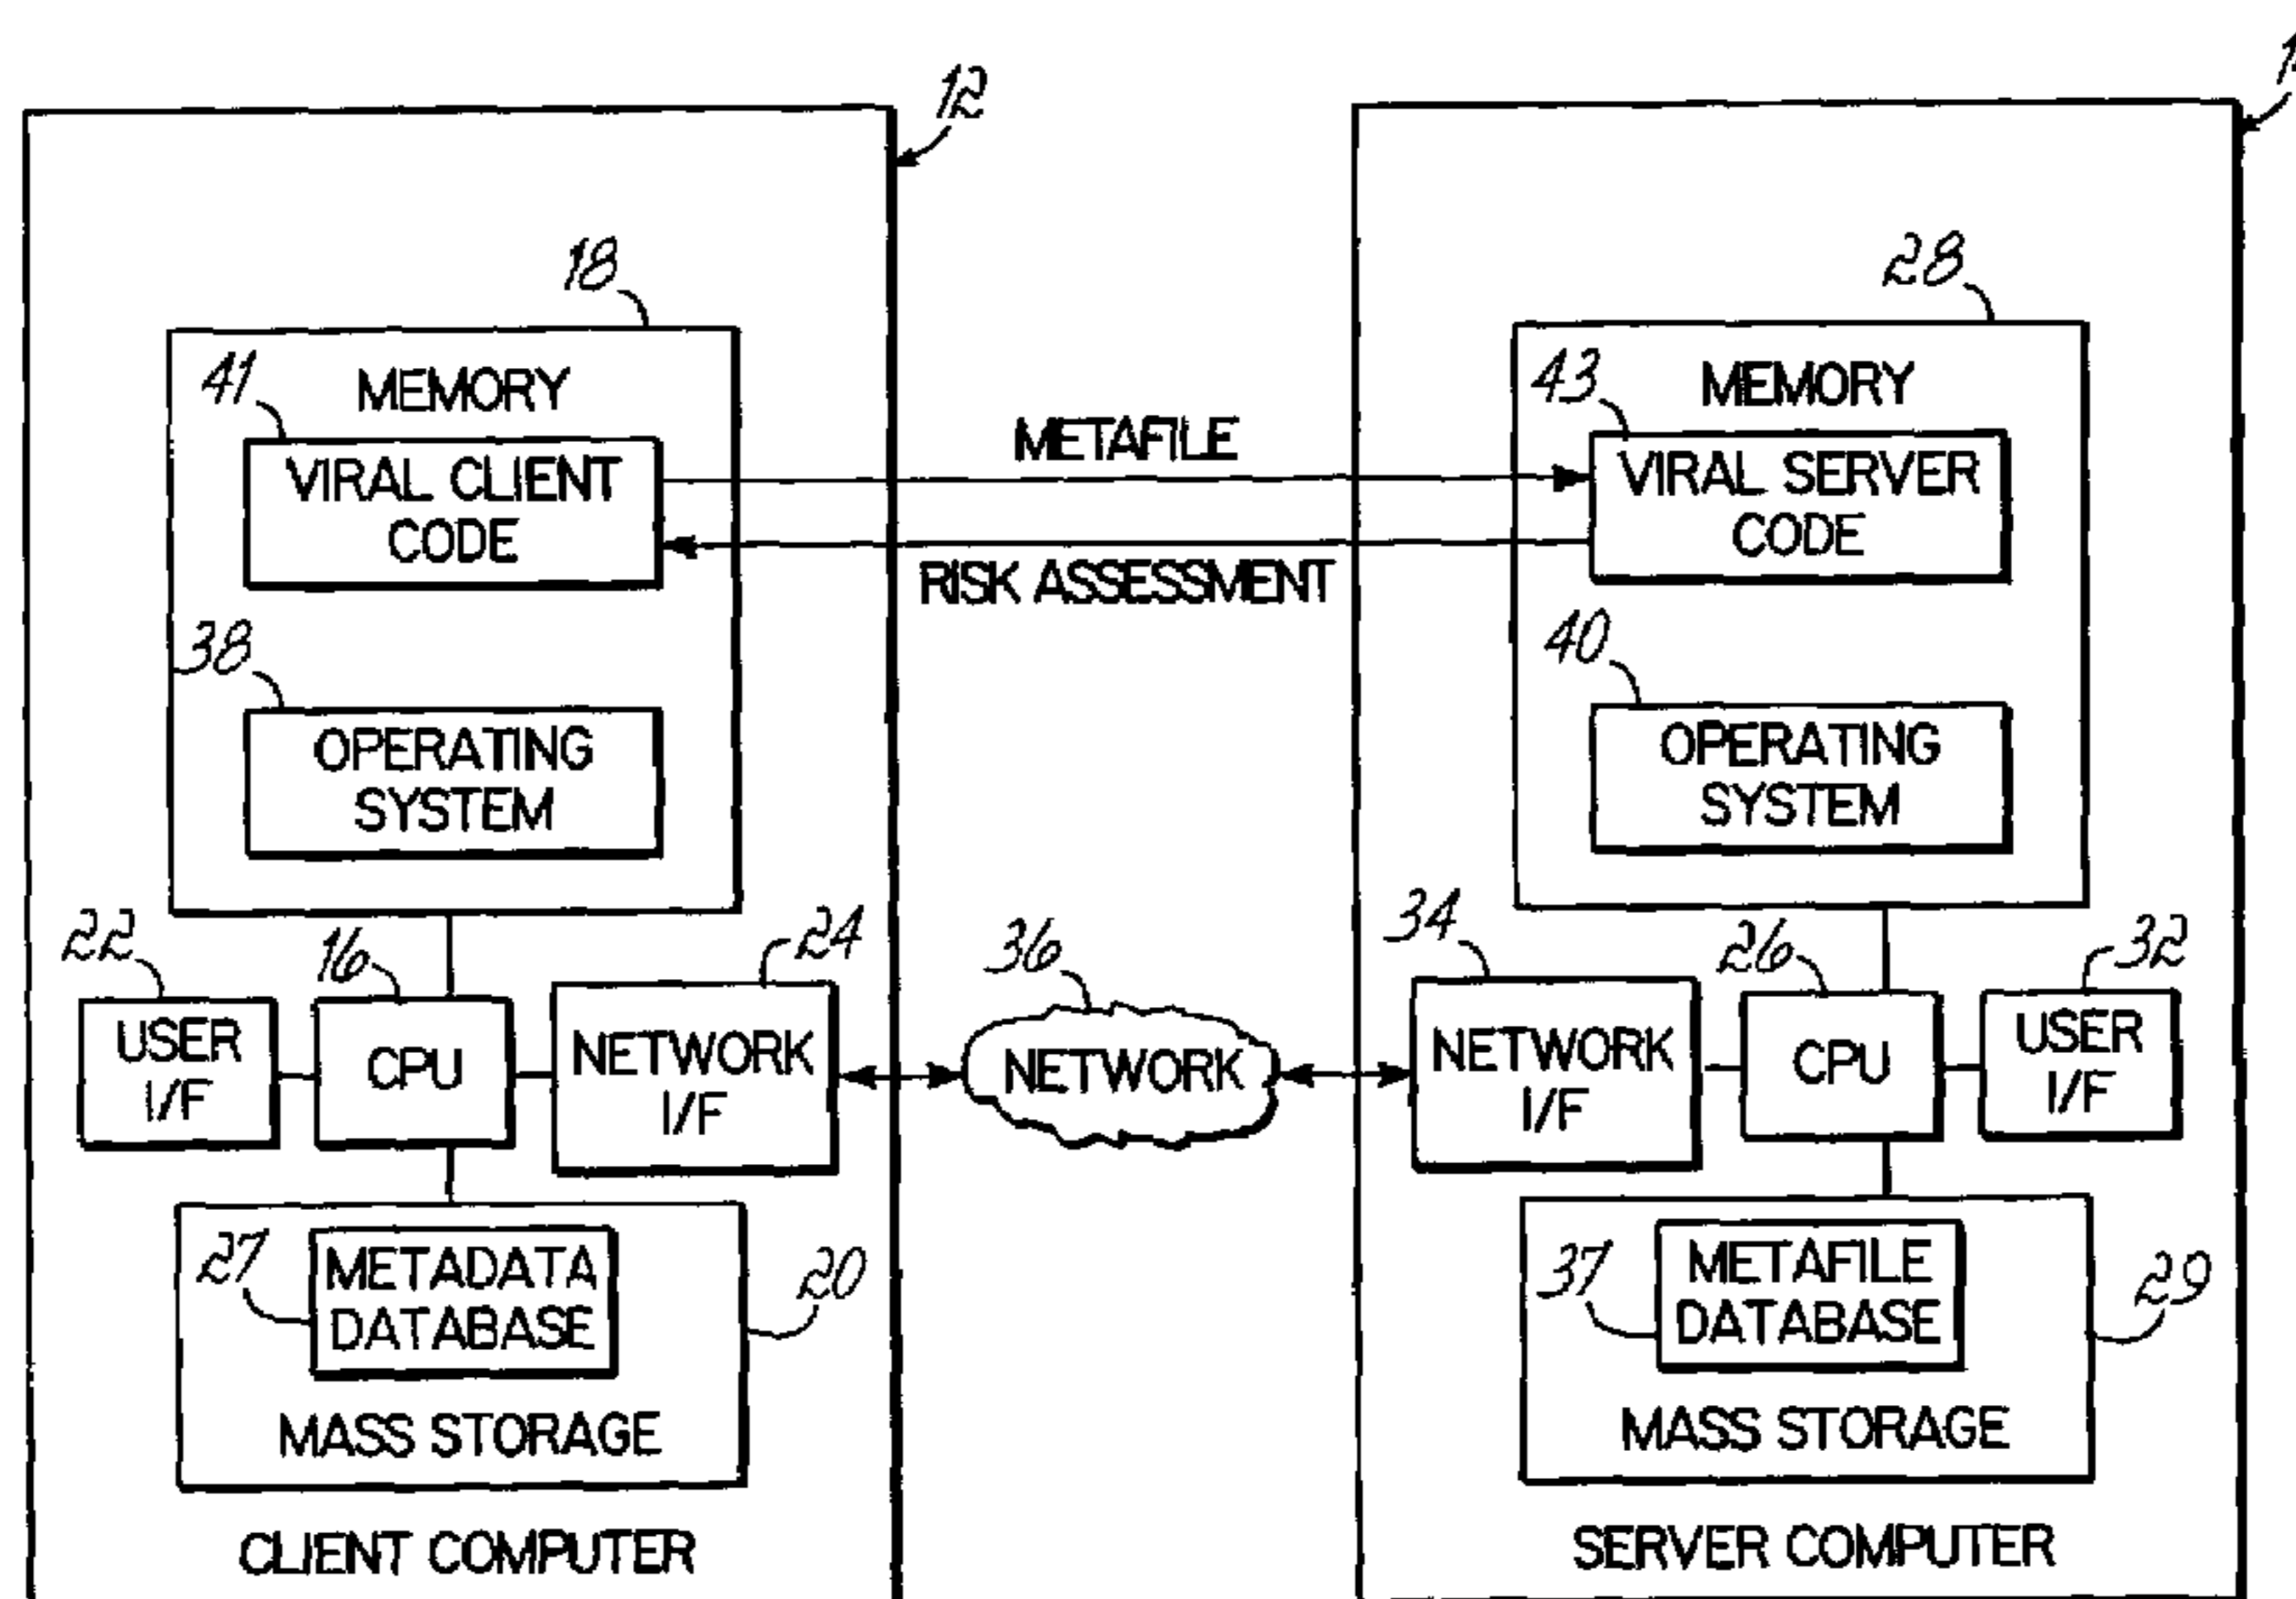 12
18
28
41
MEMORY
43
MEMORY
METAFILE
VIRAL CLIENT
CODE
VIRAL SERVER
CODE
RISK ASSESSMENT
38
40
OPERATING
SYSTEM
OPERATING
SYSTEM
22
16
24
36
34
26
32
USER
I/F
CPU
NETWORK
I/F
NETWORK
NETWORK
I/F
CPU
USER
I/F
27
METADATA
DATABASE
20
37
METAFILE
DATABASE
29
MASS STORAGE
MASS STORAGE
CLIENT COMPUTER
SERVER COMPUTER